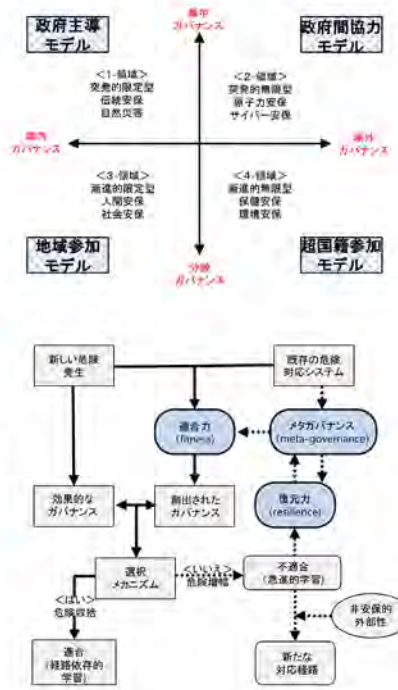 集中
ガバナンス
政府主導
モデル
政府間協力
モデル
<1-領域>
突発的限定型
伝統安保
自然災害
<2-領域>
突発的無限型
原子力安保
サイバー安保
国内
ガバナンス
国外
ガバナンス
<3-領域>
漸進的限定型
人間安保
社会安保
<4-領域>
漸進的無限型
保健安保
環境安保
地域参加
モデル
超国籍参加
モデル
分散
ガバナンス
新しい危険
発生
既存の危険
対応システム
適合力
(fitness)
メタガバナンス
(meta-governance)
効果的な
ガバナンス
創出された
ガバナンス
復元力
(resilience)
選択
メカニズム
<いいえ>
危険増幅
不適合
(急進的学習)
<はい>
危険収拾
非安保的
外部性
適合
(経路依存的
学習)
新たな
対応経路